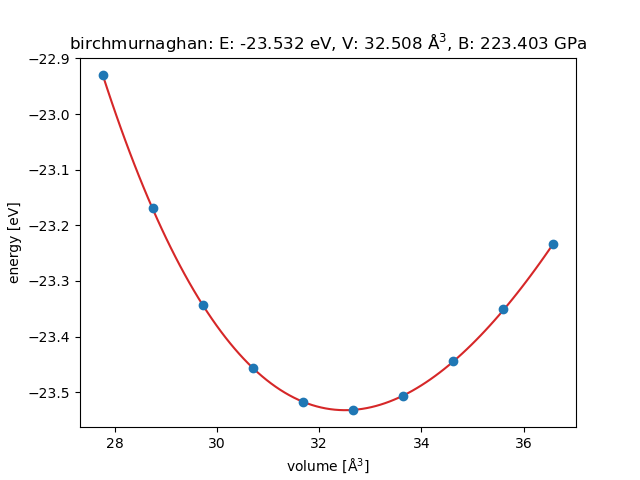 birchmurnaghan: E: -23.532 eV, V: 32.508 Å³, B: 223.403 GPa
−22.9
−23.0
−23.1
−23.2
−23.3
−23.4
−23.5
energy [eV]
28 30 32 34 36
volume [Å³]